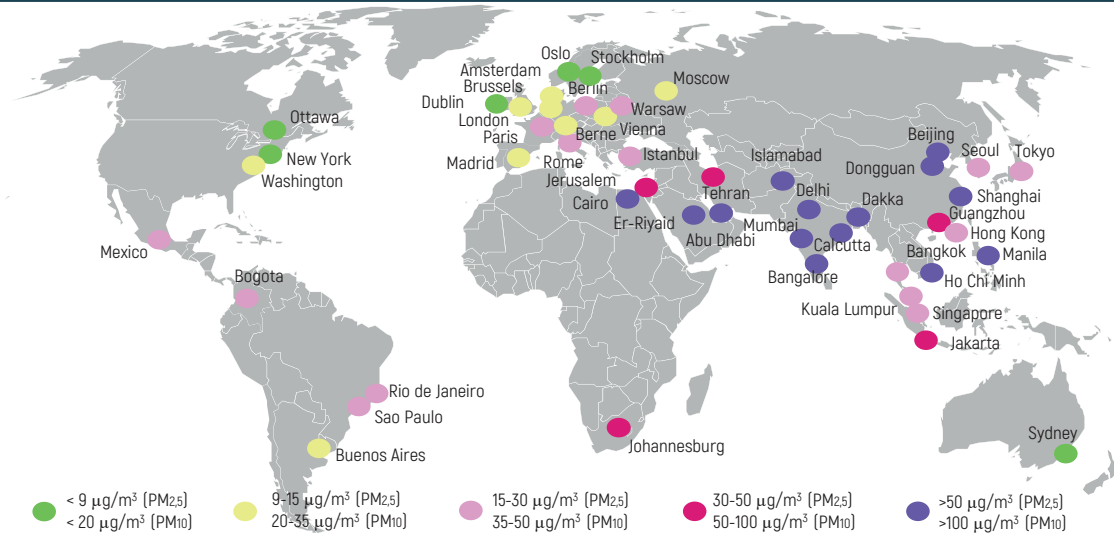 Oslo
Stockholm
Amsterdam
Brussels
Berlin
Moscow
Dublin
Warsaw
London
Ottawa
Paris
Berne
Vienna
Beijing
New York
Madrid
Rome
Istanbul
Islamabad
Dongguan
Seoul
Tokyo
Washington
Jerusalem
Tehran
Delhi
Dakka
Shanghai
Cairo
Er-Riyaid
Abu Dhabi
Mumbai
Guangzhou
Hong Kong
Mexico
Calcutta
Bangkok
Manila
Bogota
Bangalore
Ho Chi Minh
Kuala Lumpur
Singapore
Jakarta
Rio de Janeiro
Sao Paulo
Sydney
Johannesburg
Buenos Aires
< 9 µg/m³ (PM2,5)
< 20 µg/m³ (PM10)
9-15 µg/m³ (PM2,5)
20-35 µg/m³ (PM10)
15-30 µg/m³ (PM2,5)
35-50 µg/m³ (PM10)
30-50 µg/m³ (PM2,5)
50-100 µg/m³ (PM10)
>50 µg/m³ (PM2,5)
>100 µg/m³ (PM10)